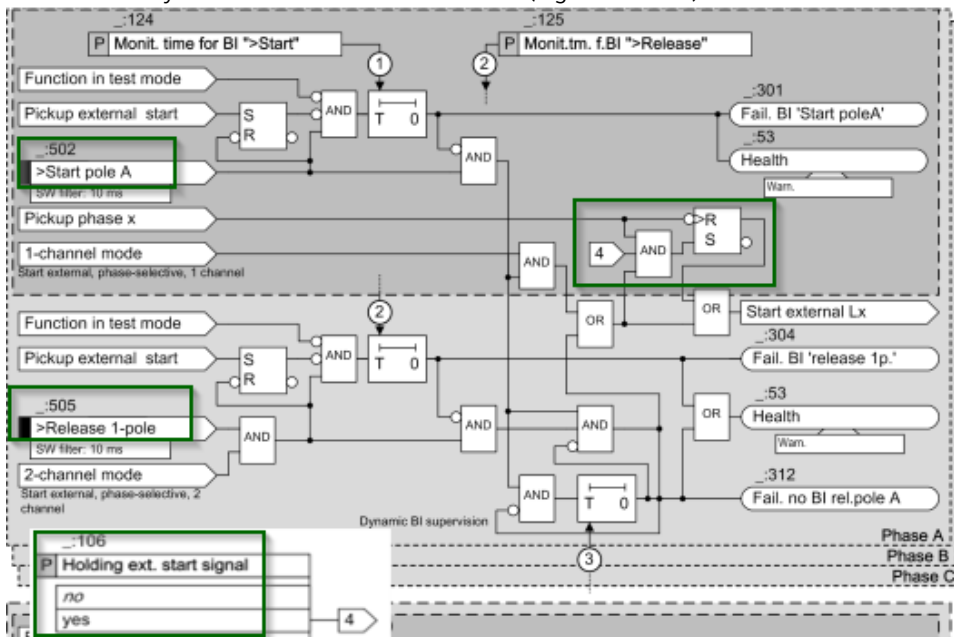 _:124
_:125
P Monit. time for BI ">Start"
P Monit.tm. f.BI ">Release"
1
2
Function in test mode
_:301
Pickup external start
S
R
AND
T 0
Fail. BI 'Start poleA'
_:53
_:502
>Start pole A
AND
Health
SW filter: 10 ms
Warn.
Pickup phase x
R
S
1-channel mode
AND
4
AND
Start external, phase-selective, 1 channel
2
OR
OR
Start external Lx
Function in test mode
_:304
Pickup external start
S
R
AND
T 0
Fail. BI 'release 1p.'
_:53
_:505
>Release 1-pole
AND
AND
AND
OR
Health
SW filter: 10 ms
Warn.
2-channel mode
_:312
Start external, phase-selective, 2
channel
AND
T 0
Fail. no BI rel.pole A
Dynamic BI supervision
Phase A
_:106
3
Phase B
P Holding ext. start signal
Phase C
no
yes
4